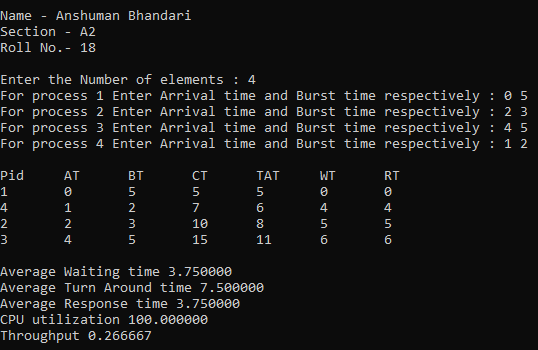 Name - Anshuman Bhandari
Section - A2
Roll No.- 18
Enter the Number of elements : 4
For process 1 Enter Arrival time and Burst time respectively : 0 5
For process 2 Enter Arrival time and Burst time respectively : 2 3
For process 3 Enter Arrival time and Burst time respectively : 4 5
For process 4 Enter Arrival time and Burst time respectively : 1 2
Pid AT BT CT TAT WT RT
1 0 5 5 5 0 0
4 1 2 7 6 4 4
2 2 3 10 8 5 5
3 4 5 15 11 6 6
Average Waiting time 3.750000
Average Turn Around time 7.500000
Average Response time 3.750000
CPU utilization 100.000000
Throughput 0.266667